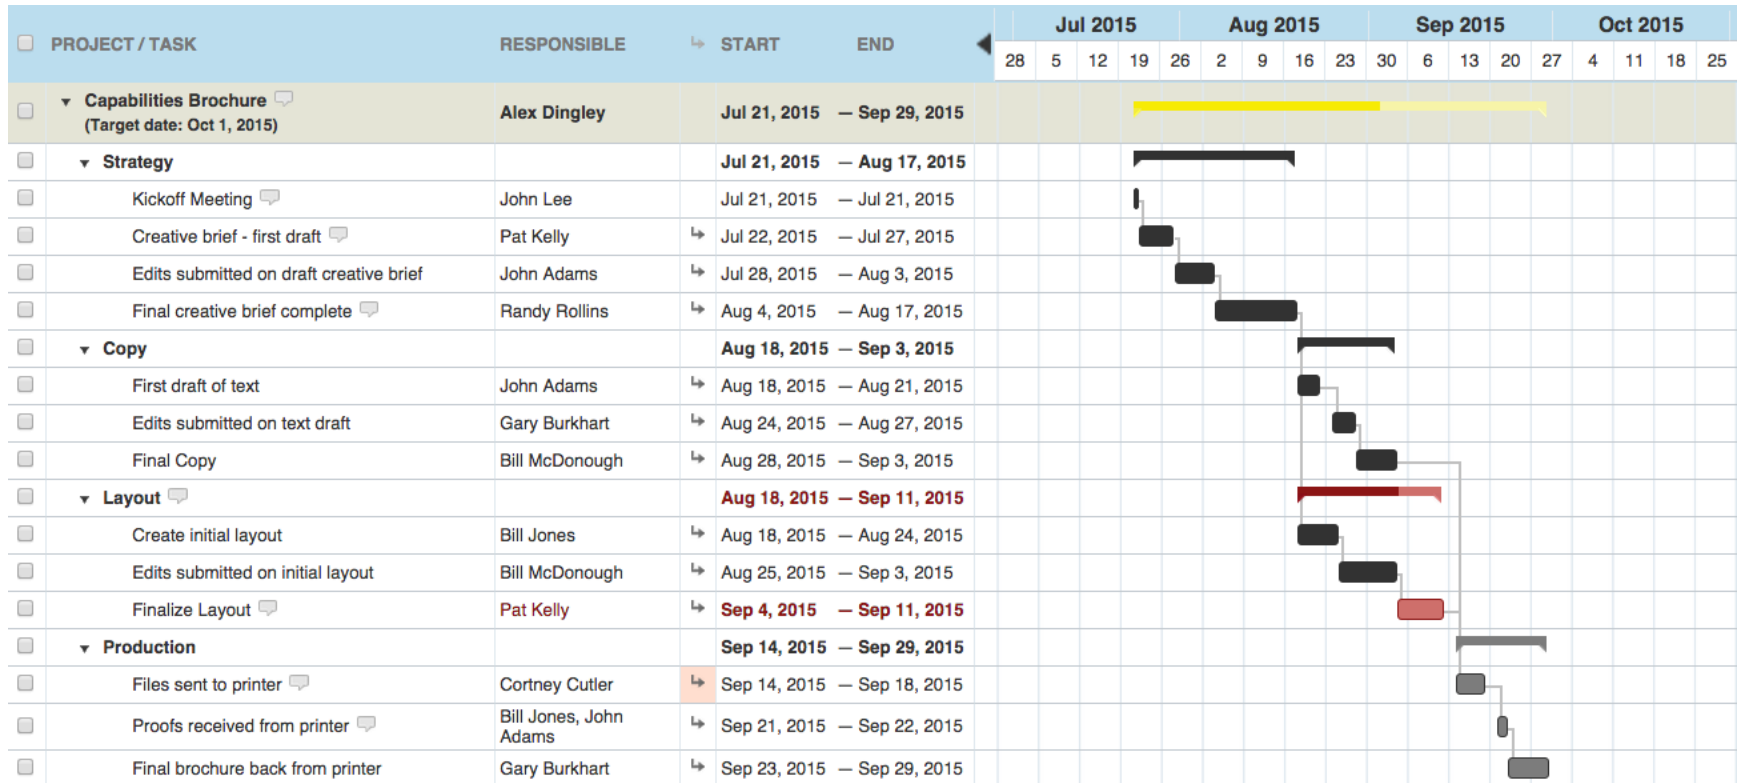 Jul 2015 Aug 2015 Sep 2015 Oct 2015
PROJECT / TASK RESPONSIBLE START END
28 5 12 19 26 2 9 16 23 30 6 13 20 27 4 11 18 25
Capabilities Brochure
(Target date: Oct 1, 2015)
Alex Dingley Jul 21, 2015 — Sep 29, 2015
Strategy Jul 21, 2015 — Aug 17, 2015
Kickoff Meeting John Lee Jul 21, 2015 — Jul 21, 2015
Creative brief - first draft Pat Kelly Jul 22, 2015 — Jul 27, 2015
Edits submitted on draft creative brief John Adams Jul 28, 2015 — Aug 3, 2015
Final creative brief complete Randy Rollins Aug 4, 2015 — Aug 17, 2015
Copy Aug 18, 2015 — Sep 3, 2015
First draft of text John Adams Aug 18, 2015 — Aug 21, 2015
Edits submitted on text draft Gary Burkhart Aug 24, 2015 — Aug 27, 2015
Final Copy Bill McDonough Aug 28, 2015 — Sep 3, 2015
Layout Aug 18, 2015 — Sep 11, 2015
Create initial layout Bill Jones Aug 18, 2015 — Aug 24, 2015
Edits submitted on initial layout Bill McDonough Aug 25, 2015 — Sep 3, 2015
Finalize Layout Pat Kelly Sep 4, 2015 — Sep 11, 2015
Production Sep 14, 2015 — Sep 29, 2015
Files sent to printer Cortney Cutler Sep 14, 2015 — Sep 18, 2015
Proofs received from printer Bill Jones, John
Adams
Sep 21, 2015 — Sep 22, 2015
Final brochure back from printer Gary Burkhart Sep 23, 2015 — Sep 29, 2015